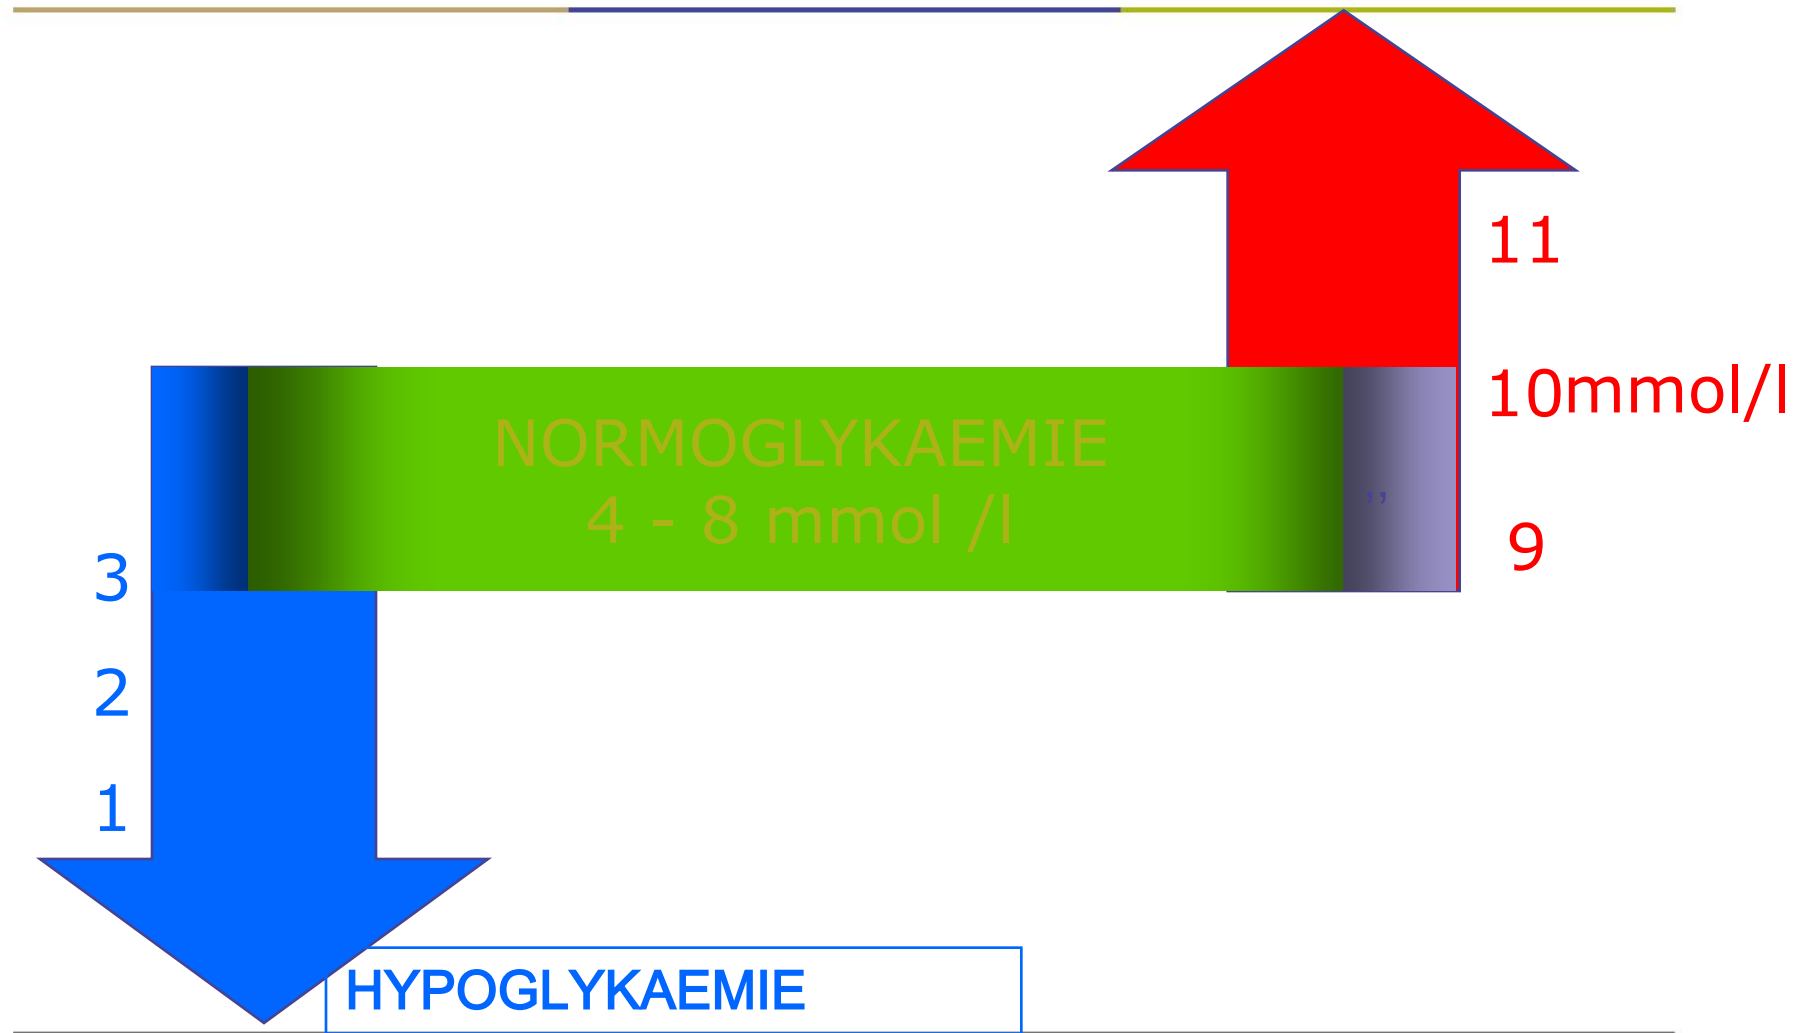 11
10mmol/l
NORMOGLYKAEMIE
4 - 8 mmol /l
,,
9
3
2
1
HYPOGLYKAEMIE